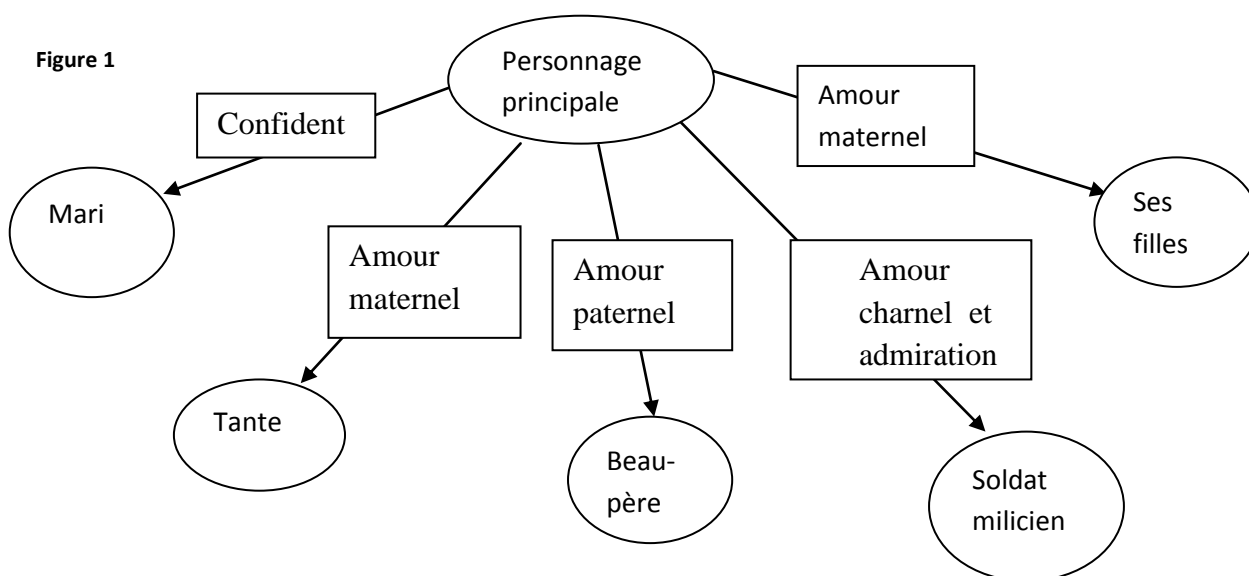 Figure 1
Personnage
principale
Confident
Amour
maternel
Mari
Ses
filles
Amour
maternel
Amour
paternel
Amour
charnel et
admiration
Tante
Beau-
père
Soldat
milicien